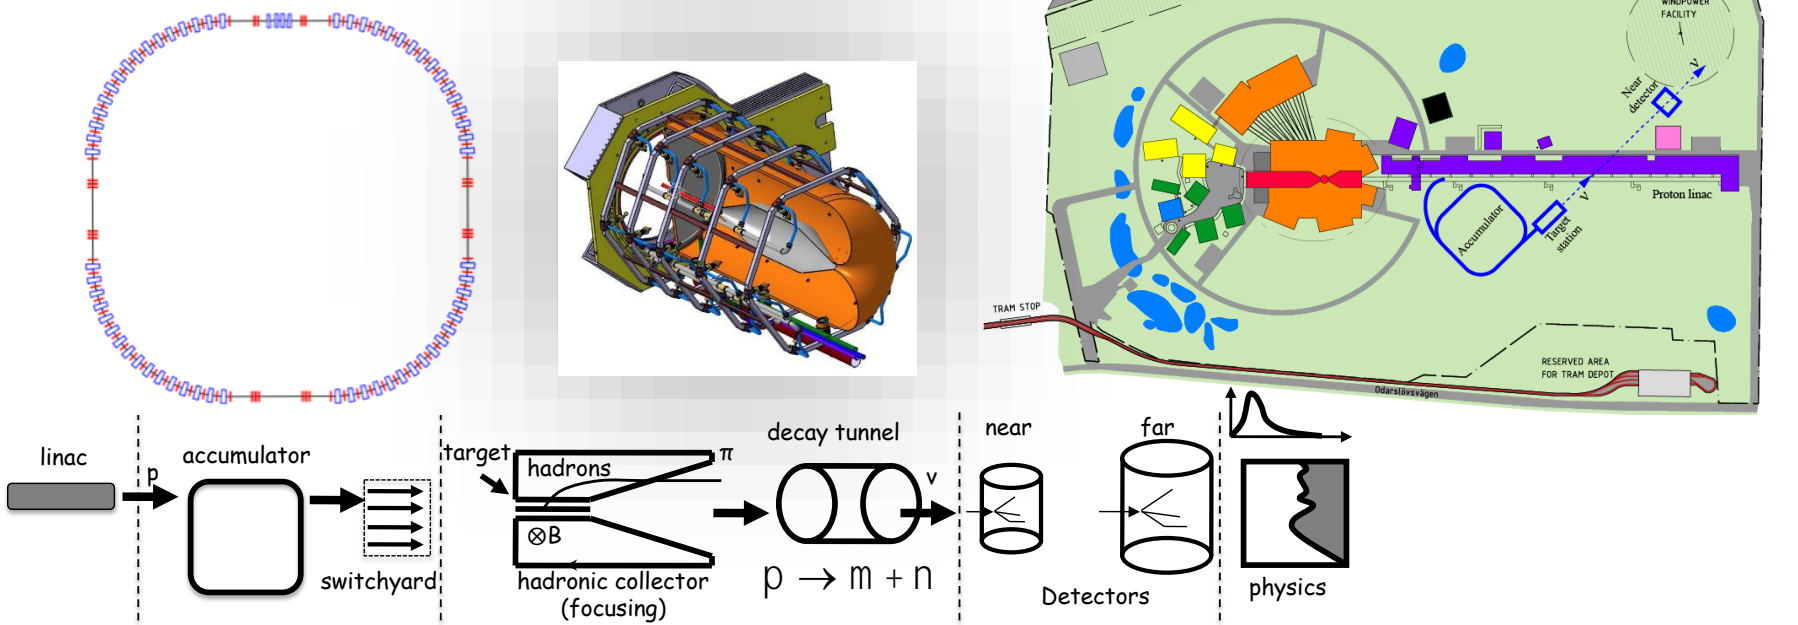 WINDPOWER
FACILITY
ν
Near
detector
Proton linac
ν
Accumulator
Target
station
TRAM STOP
RESERVED AREA
FOR TRAM DEPOT
Odarslövsvägen
linac
p
accumulator
switchyard
target
hadrons
π
⊗B
hadronic collector
(focusing)
decay tunnel
ν
p → m + n
near
far
Detectors
physics